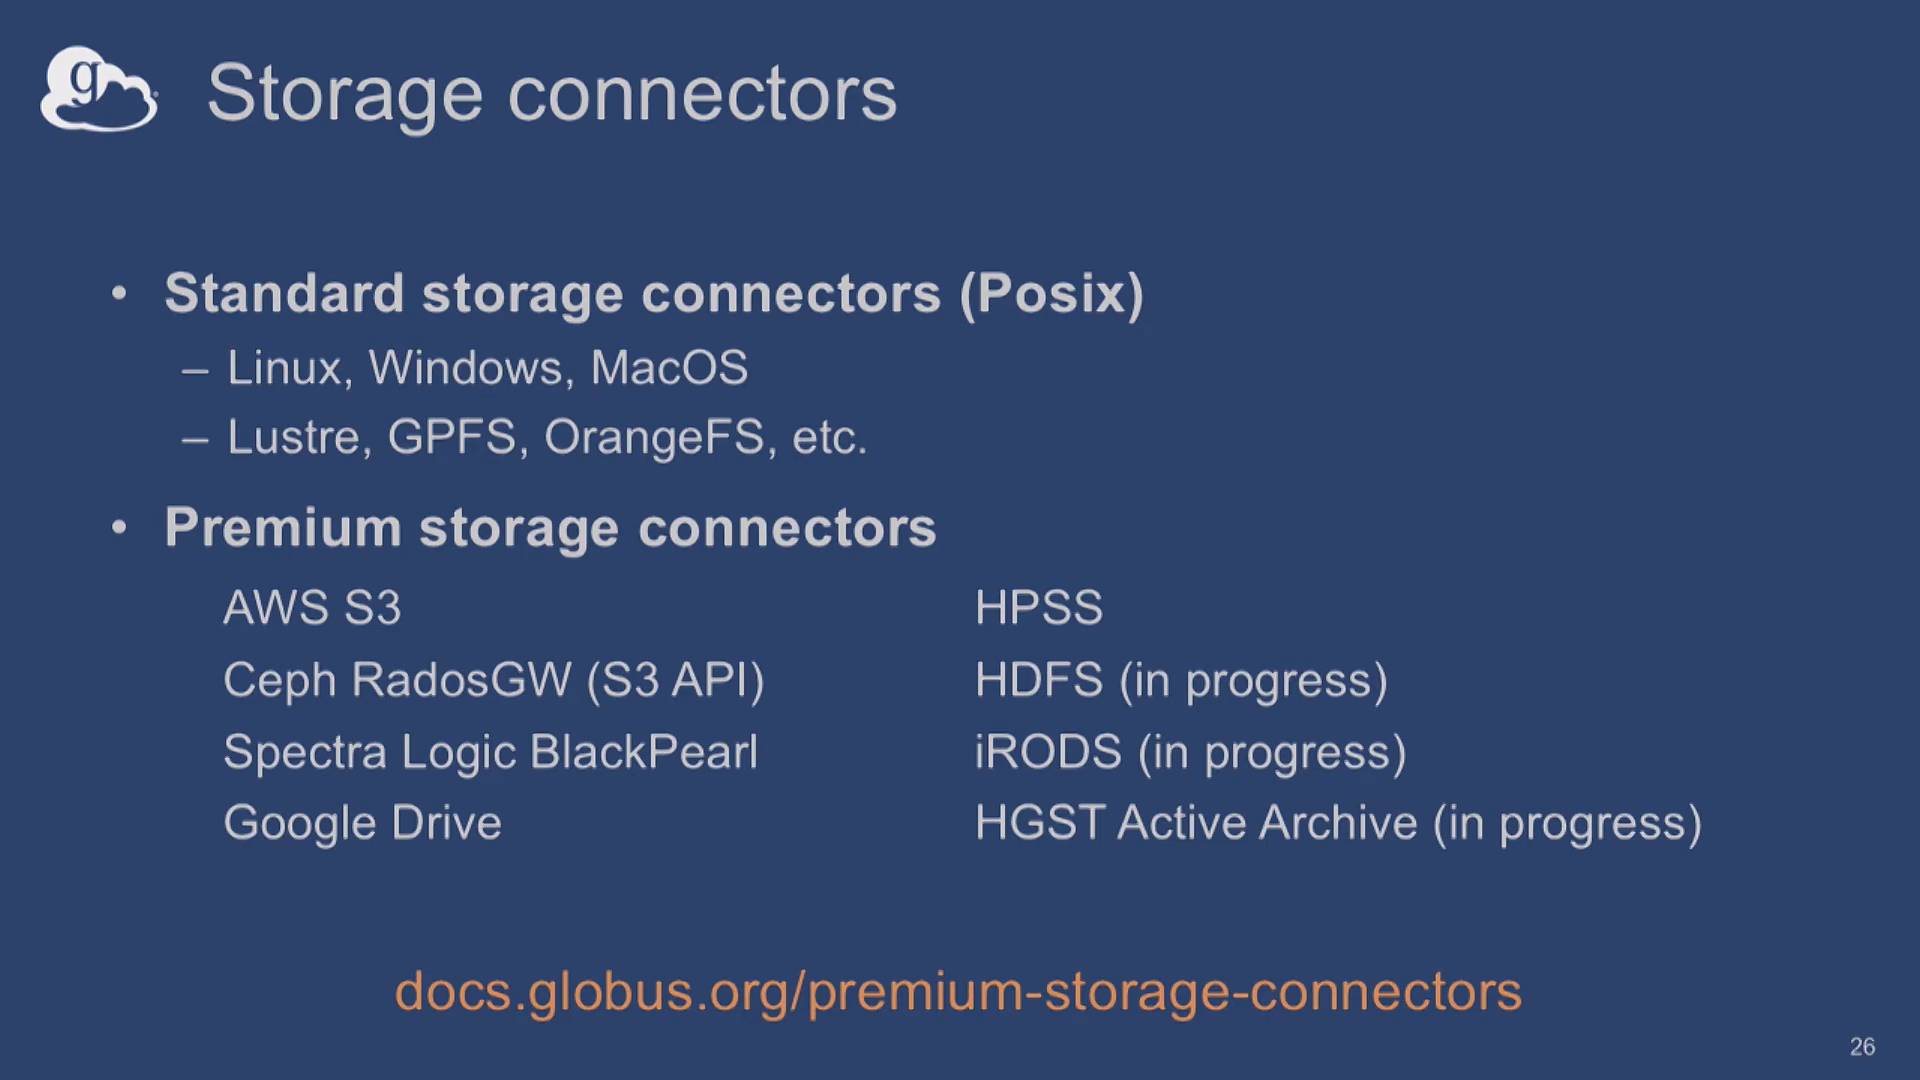 g
Storage connectors
• Standard storage connectors (Posix)
– Linux, Windows, MacOS
– Lustre, GPFS, OrangeFS, etc.
• Premium storage connectors
AWS S3
Ceph RadosGW (S3 API)
Spectra Logic BlackPearl
Google Drive
HPSS
HDFS (in progress)
iRODS (in progress)
HGST Active Archive (in progress)
docs.globus.org/premium-storage-connectors
26